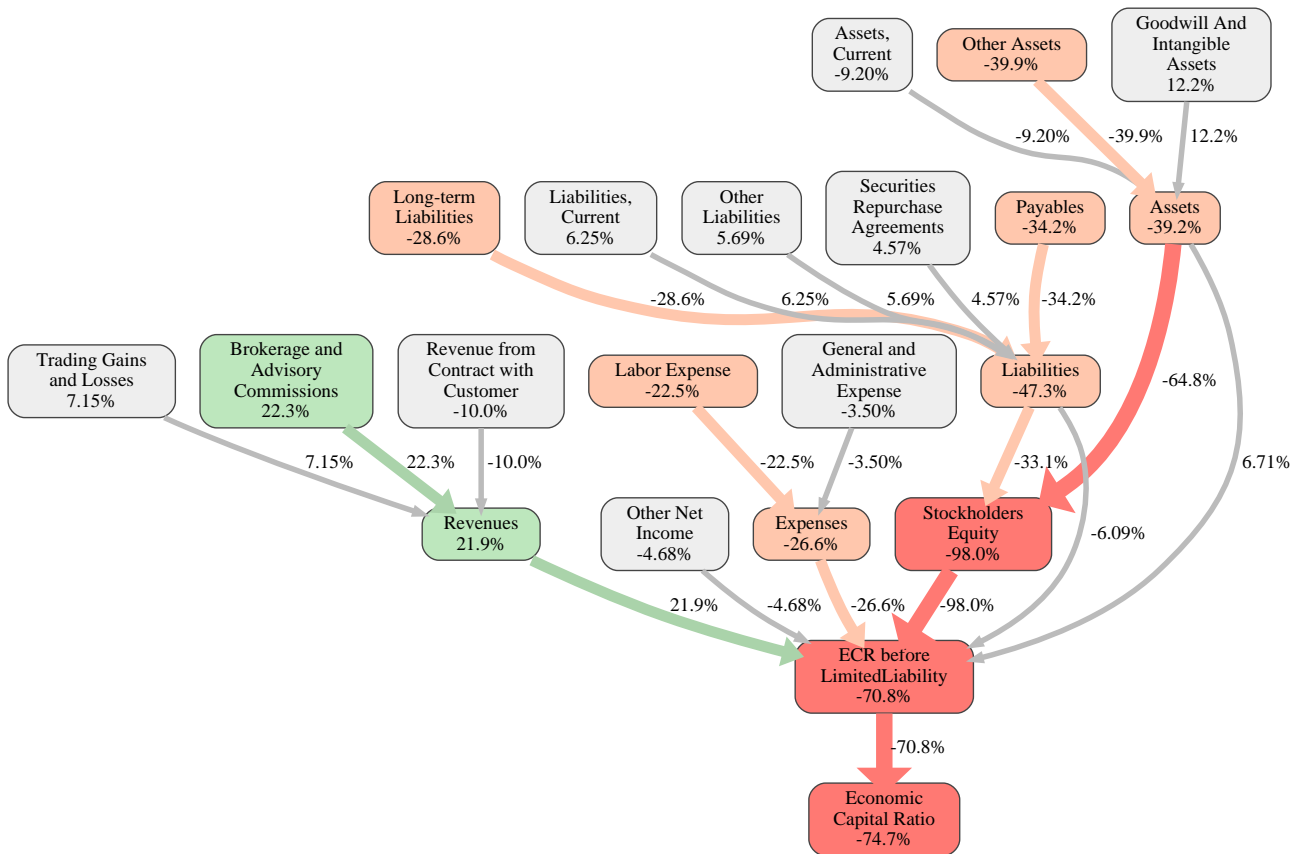 Assets,
Current
-9.20%
Other Assets
-39.9%
Goodwill And
Intangible
Assets
12.2%
-9.20%
-39.9%
12.2%
Long-term
Liabilities
-28.6%
Liabilities,
Current
6.25%
Other
Liabilities
5.69%
Securities
Repurchase
Agreements
4.57%
Payables
-34.2%
Assets
-39.2%
-28.6%
6.25%
5.69%
4.57%
-34.2%
Trading Gains
and Losses
7.15%
Brokerage and
Advisory
Commissions
22.3%
Revenue from
Contract with
Customer
-10.0%
Labor Expense
-22.5%
General and
Administrative
Expense
-3.50%
Liabilities
-47.3%
-64.8%
7.15%
22.3%
-10.0%
-22.5%
-3.50%
-33.1%
6.71%
Revenues
21.9%
Other Net
Income
-4.68%
Expenses
-26.6%
Stockholders
Equity
-98.0%
-6.09%
21.9%
-4.68%
-26.6%
-98.0%
ECR before
LimitedLiability
-70.8%
-70.8%
Economic
Capital Ratio
-74.7%